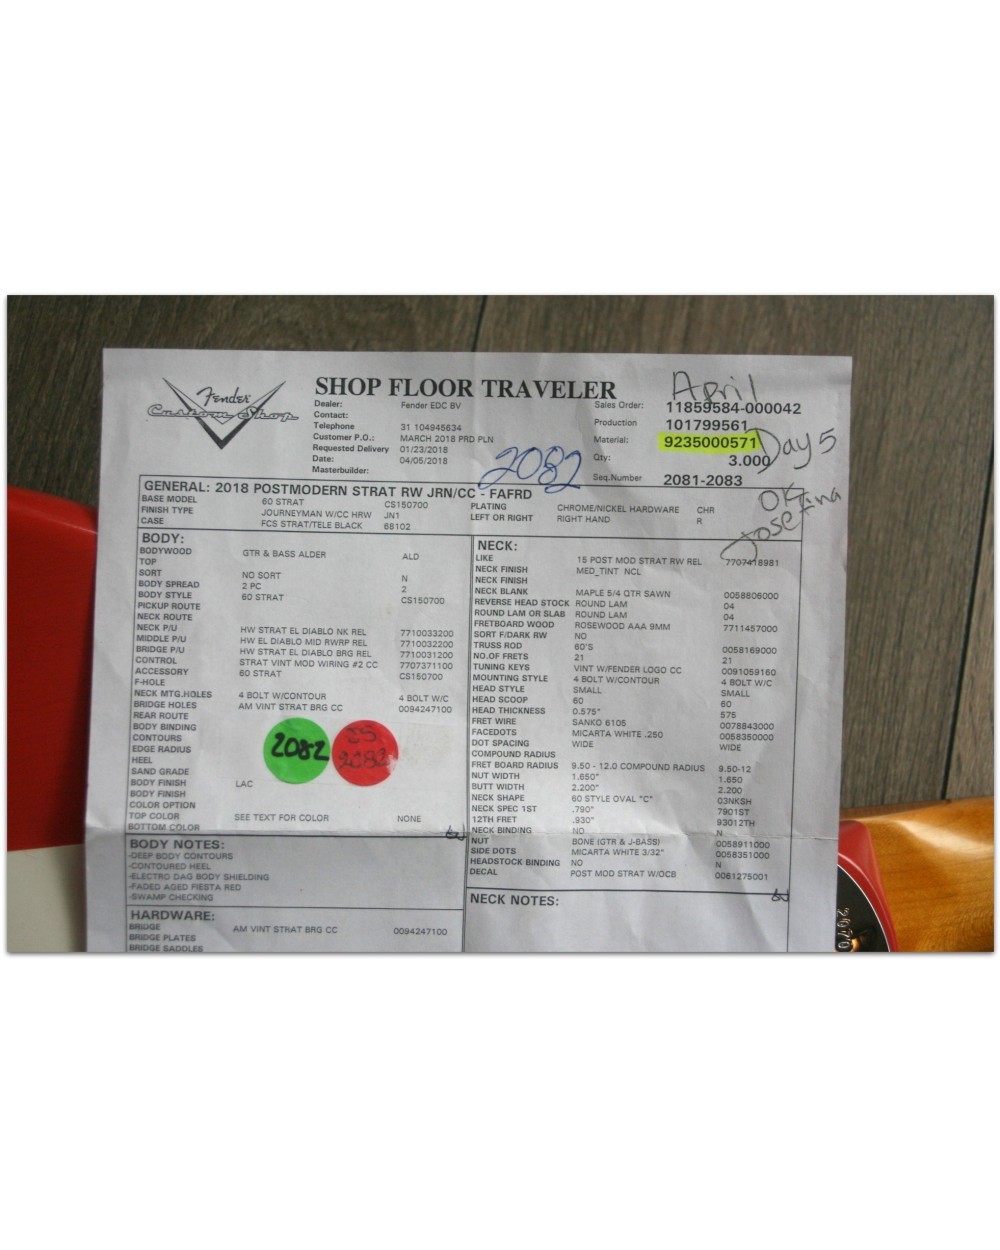 Fender
Custom Shop
SHOP FLOOR TRAVELER
April
Dealer: Fender EDC BV
Contact:
Telephone 31 104945634
Customer P.O.: MARCH 2018 PRD PLN
Requested Delivery 01/23/2018
Date: 04/05/2018
Masterbuilder:
2082
Sales Order: 11859584-000042
Production 101799561
Material: 9235000571
Qty: 3.000
Seq.Number 2081-2083
Day 5
OK
Josefina
GENERAL: 2018 POSTMODERN STRAT RW JRN/CC - FAFRD
BASE MODEL 60 STRAT CS150700
FINISH TYPE JOURNEYMAN W/CC HRW JN1
CASE FCS STRAT/TELE BLACK 68102
PLATING CHROME/NICKEL HARDWARE CHR
LEFT OR RIGHT RIGHT HAND R
BODY:
BODYWOOD GTR & BASS ALDER ALD
TOP
SORT NO SORT N
BODY SPREAD 2 PC 2
BODY STYLE 60 STRAT CS150700
PICKUP ROUTE
NECK ROUTE
NECK P/U HW STRAT EL DIABLO NK REL 7710033200
MIDDLE P/U HW EL DIABLO MID RWRP REL 7710032200
BRIDGE P/U HW STRAT EL DIABLO BRG REL 7710031200
CONTROL STRAT VINT MOD WIRING #2 CC 7707371100
ACCESSORY 60 STRAT CS150700
F-HOLE
NECK MTG.HOLES 4 BOLT W/CONTOUR 4 BOLT W/C
BRIDGE HOLES AM VINT STRAT BRG CC 0094247100
REAR ROUTE
BODY BINDING
CONTOURS
EDGE RADIUS
HEEL
SAND GRADE
BODY FINISH LAC
BODY FINISH
COLOR OPTION
TOP COLOR SEE TEXT FOR COLOR NONE
BOTTOM COLOR
2082
2082
BODY NOTES:
-DEEP BODY CONTOURS
-CONTOURED HEEL
-ELECTRO DAG BODY SHIELDING
-FADED AGED FIESTA RED
-SWAMP CHECKING
HARDWARE:
BRIDGE AM VINT STRAT BRG CC 0094247100
BRIDGE PLATES
BRIDGE SADDLES
NECK:
LIKE 15 POST MOD STRAT RW REL 7707418981
NECK FINISH MED_TINT NCL
NECK FINISH
NECK BLANK MAPLE 5/4 QTR SAWN 0058806000
REVERSE HEAD STOCK ROUND LAM 04
ROUND LAM OR SLAB ROUND LAM 04
FRETBOARD WOOD ROSEWOOD AAA 9MM 7711457000
SORT F/DARK RW NO
TRUSS ROD 60'S 0058169000
NO.OF FRETS 21 21
TUNING KEYS VINT W/FENDER LOGO CC 0091059160
MOUNTING STYLE 4 BOLT W/CONTOUR 4 BOLT W/C
HEAD STYLE SMALL SMALL
HEAD SCOOP 60 60
HEAD THICKNESS 0.575" 575
FRET WIRE SANKO 6105 0078843000
FACEDOTS MICARTA WHITE .250 0058350000
DOT SPACING WIDE WIDE
COMPOUND RADIUS
FRET BOARD RADIUS 9.50 - 12.0 COMPOUND RADIUS 9.50-12
NUT WIDTH 1.650" 1.650
BUTT WIDTH 2.200" 2.200
NECK SHAPE 60 STYLE OVAL "C" 03NKSH
NECK SPEC 1ST .790" 7901ST
12TH FRET .930" 93012TH
NECK BINDING NO N
NUT BONE (GTR & J-BASS) 0058911000
SIDE DOTS MICARTA WHITE 3/32" 0058351000
HEADSTOCK BINDING NO N
DECAL POST MOD STRAT W/OCB 0061275001
NECK NOTES: